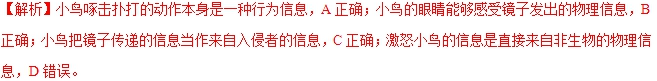 【解析】小鸟啄击扑打的动作本身是一种行为信息，A 正确；小鸟的眼睛能够感受镜子发出的物理信息，B
正确；小鸟把镜子传递的信息当作来自入侵者的信息，C 正确；激怒小鸟的信息是直接来自非生物的物理信
息，D 错误。